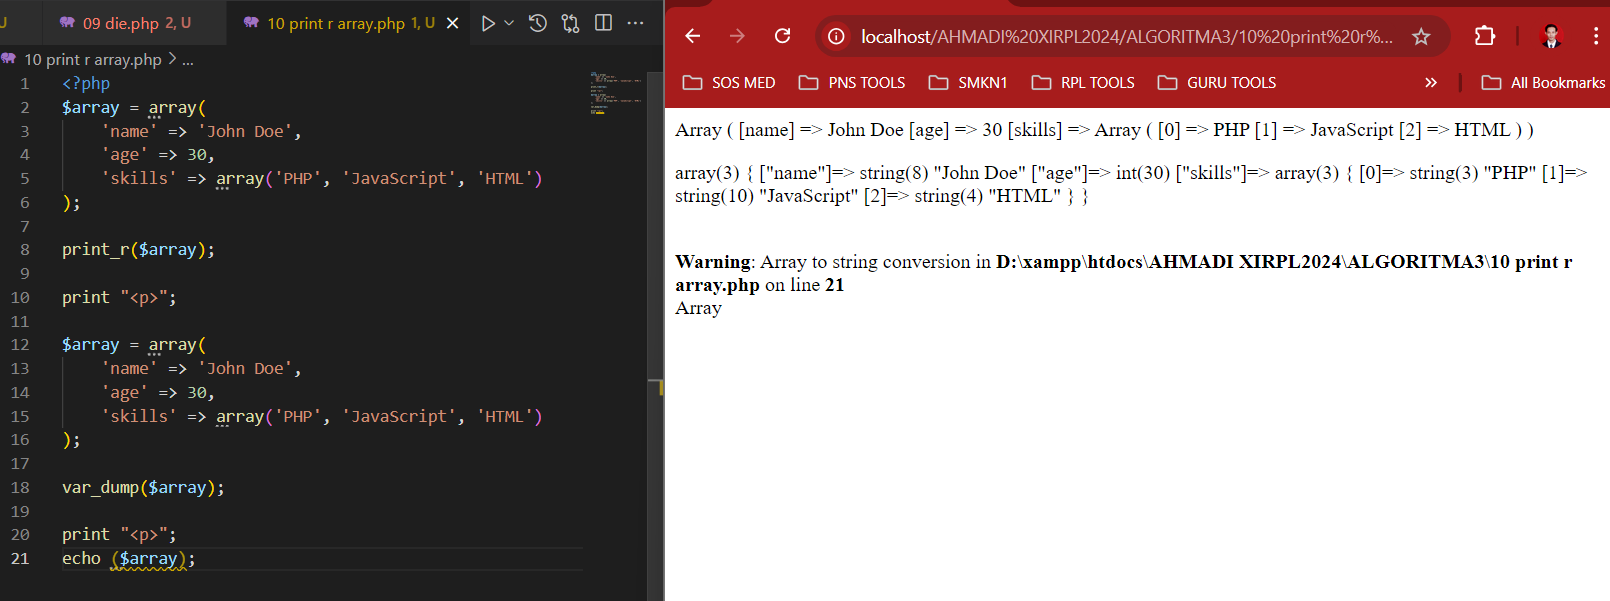 U
09 die.php 2, U
10 print r array.php 1, U
10 print r array.php > ...
1 <?php
2 $array = array(
3 'name' => 'John Doe',
4 'age' => 30,
5 'skills' => array('PHP', 'JavaScript', 'HTML')
6 );
7
8 print_r($array);
9
10 print "<p>";
11
12 $array = array(
13 'name' => 'John Doe',
14 'age' => 30,
15 'skills' => array('PHP', 'JavaScript', 'HTML')
16 );
17
18 var_dump($array);
19
20 print "<p>";
21 echo ($array);
localhost/AHMADI%20XIRPL2024/ALGORITMA3/10%20print%20r%...
SOS MED PNS TOOLS SMKN1 RPL TOOLS GURU TOOLS » All Bookmarks
Array ( [name] => John Doe [age] => 30 [skills] => Array ( [0] => PHP [1] => JavaScript [2] => HTML ) )
array(3) { ["name"]=> string(8) "John Doe" ["age"]=> int(30) ["skills"]=> array(3) { [0]=> string(3) "PHP" [1]=>
string(10) "JavaScript" [2]=> string(4) "HTML" } }
Warning: Array to string conversion in D:\xampp\htdocs\AHMADI XIRPL2024\ALGORITMA3\10 print r
array.php on line 21
Array